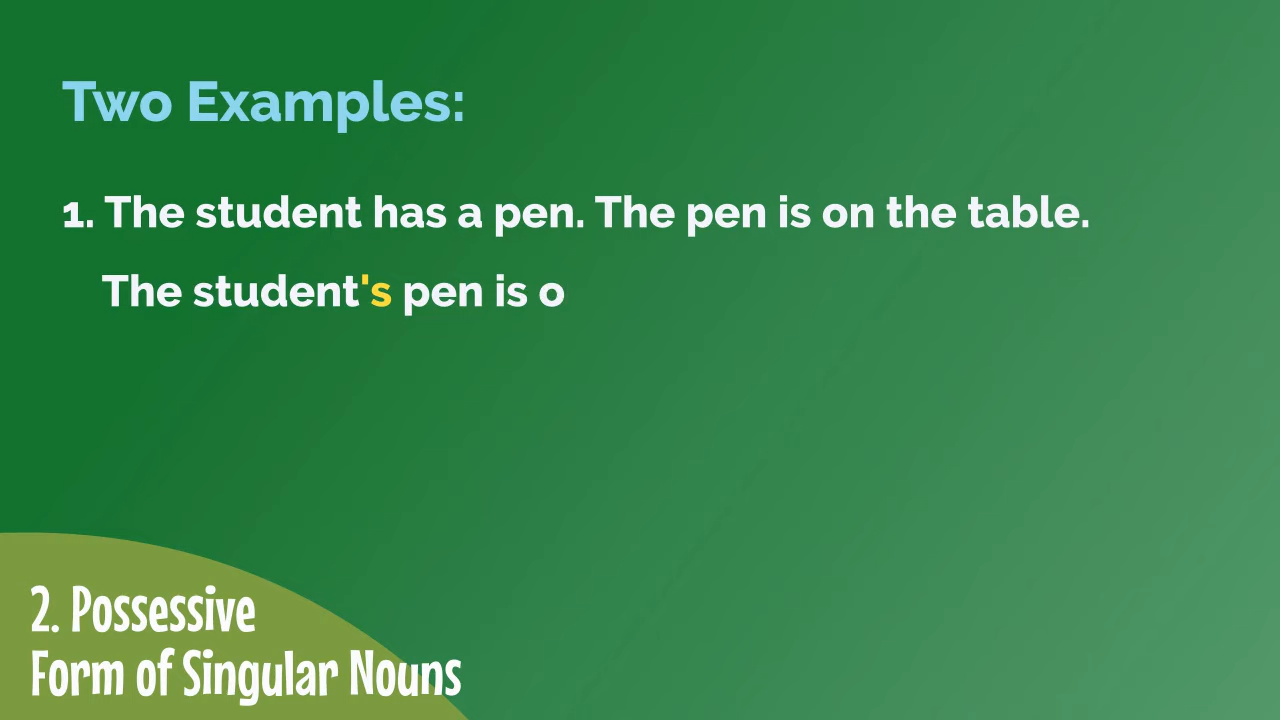 Two Examples:
1. The student has a pen. The pen is on the table.
The student's pen is o
2. Possessive
Form of Singular Nouns